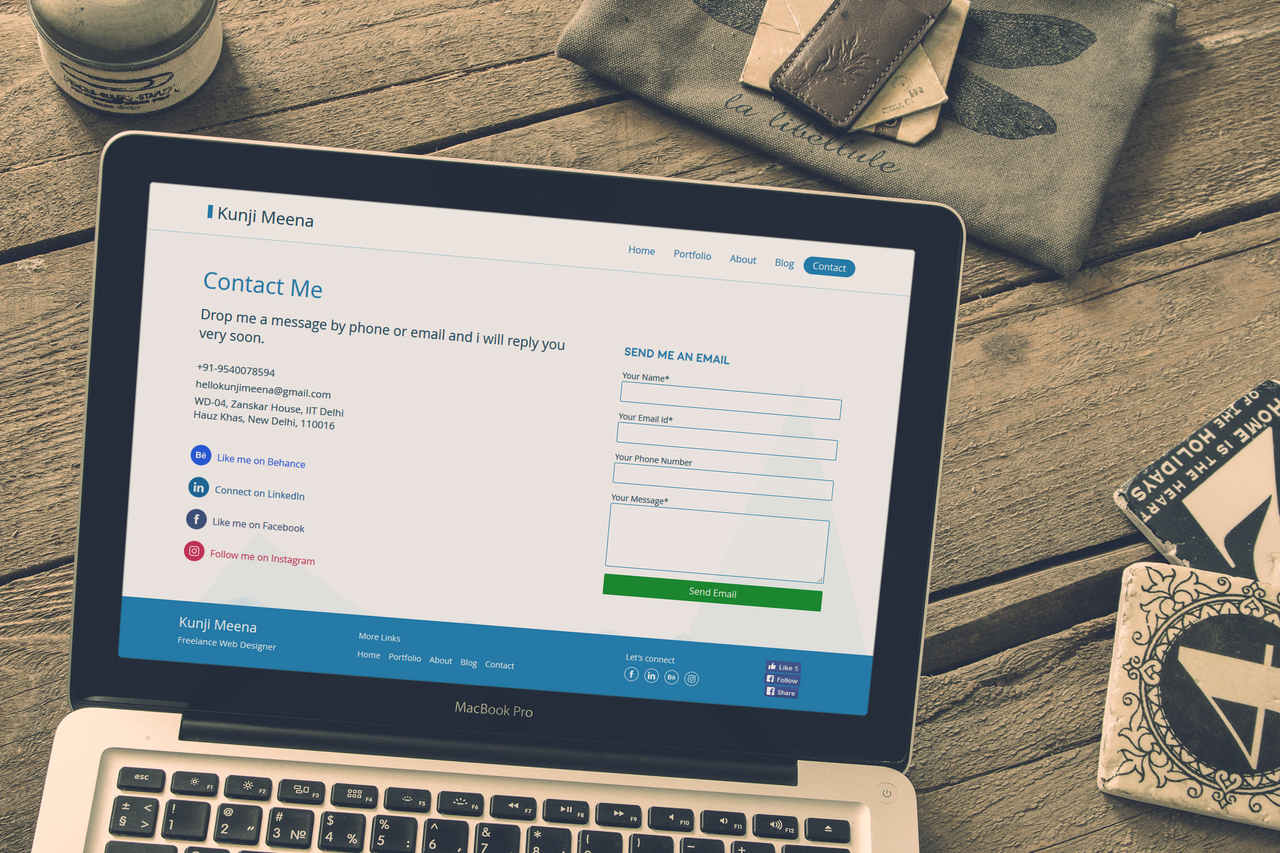 la libellule
Kunji Meena
Home Portfolio About Blog Contact
Contact Me
Drop me a message by phone or email and i will reply you
very soon.
+91-9540078594
hellokunjimeena@gmail.com
WD-04, Zanskar House, IIT Delhi
Hauz Khas, New Delhi, 110016
Bē Like me on Behance
in Connect on LinkedIn
f Like me on Facebook
Follow me on Instagram
SEND ME AN EMAIL
Your Name*
Your Email Id*
Your Phone Number
Your Message*
Send Email
Kunji Meena
Freelance Web Designer
More Links
Home Portfolio About Blog Contact
Let's connect
f in Bē
Like 5
Follow
Share
MacBook Pro
HOME IS THE HEART
OF THE HOLIDAYS
esc F1 F2 F3 F4 F5 F6 F7 F8 F9 F10 F11 F12
± § < > ! 1 @ 2 " # 3 № $ 4 % % 5 : ^ 6 , & 7 * 8 ( )